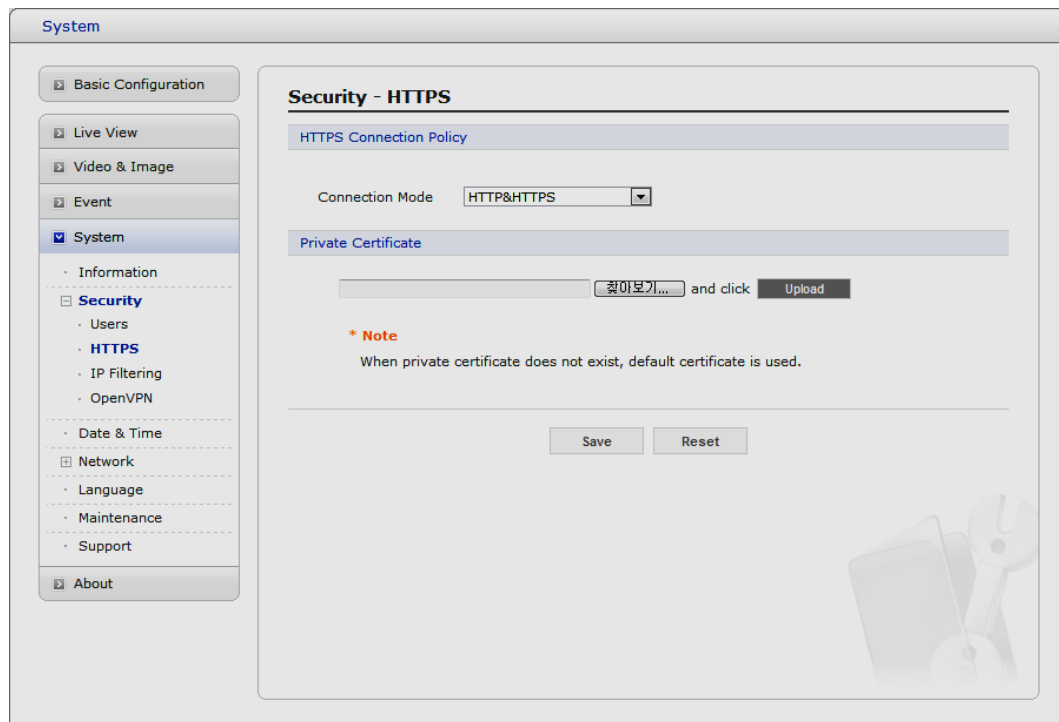 System
Basic Configuration
Live View
Video & Image
Event
System
Information
Security
Users
HTTPS
IP Filtering
OpenVPN
Date & Time
Network
Language
Maintenance
Support
About
Security - HTTPS
HTTPS Connection Policy
Connection Mode HTTP&HTTPS
Private Certificate
찾아보기... and click Upload
* Note
When private certificate does not exist, default certificate is used.
Save Reset